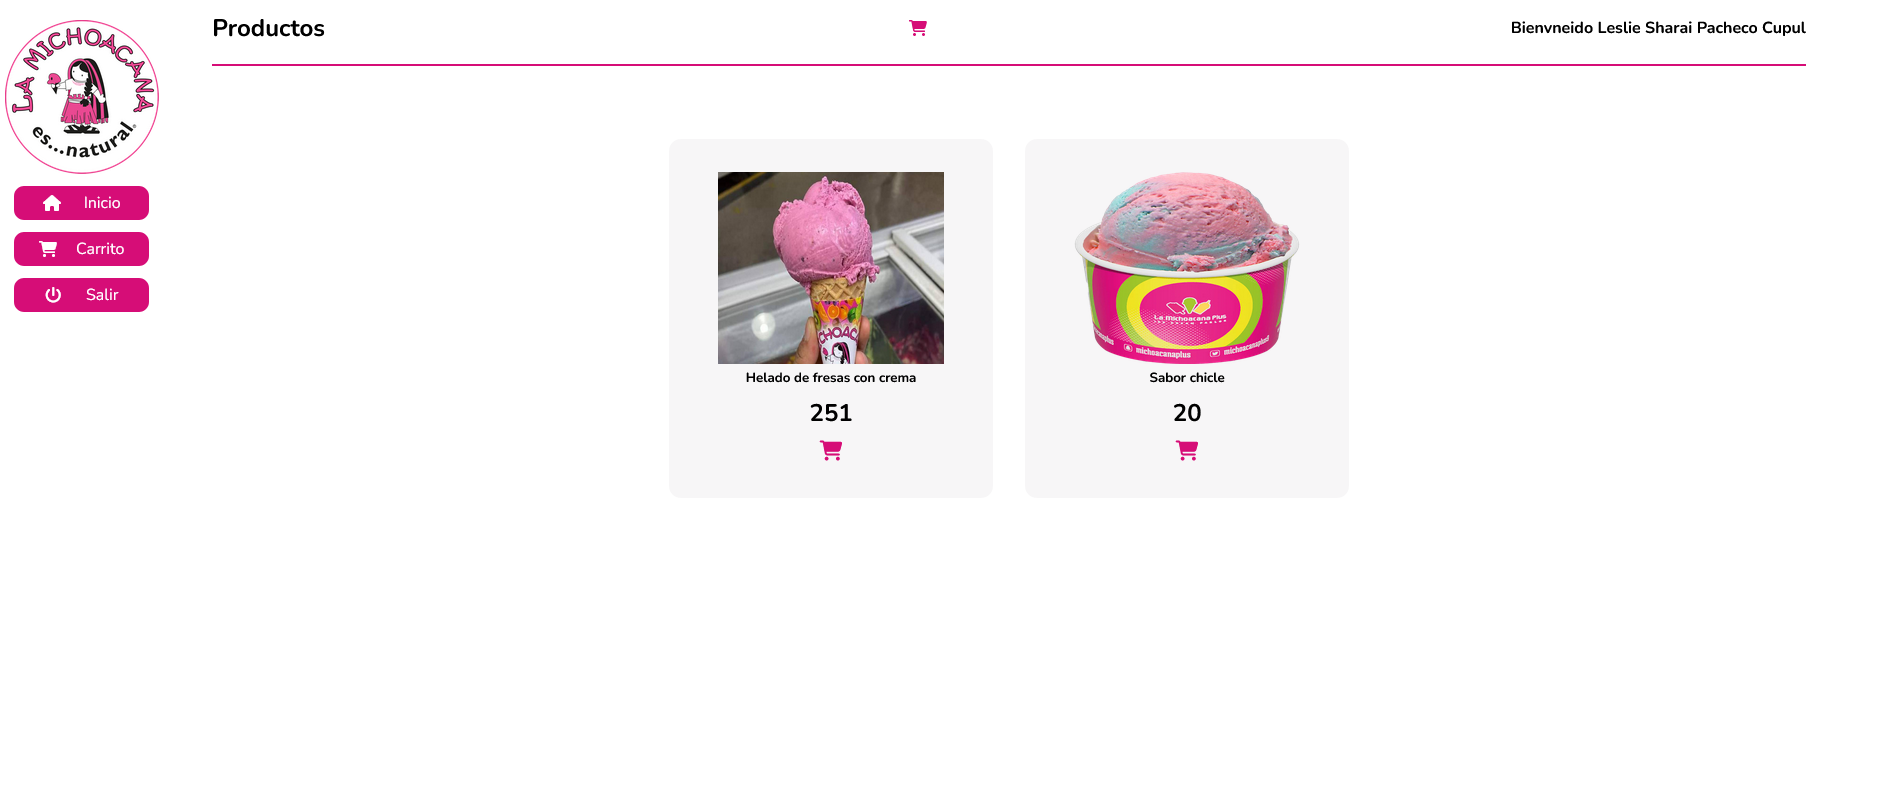 LA MICHOACANA
es...natural
Productos
Bienvneido Leslie Sharai Pacheco Cupul
Inicio
Carrito
Salir
CHOAC
La Michoacana Plus
michoacanaplus
michoacanaplus
Helado de fresas con crema
Sabor chicle
251
20